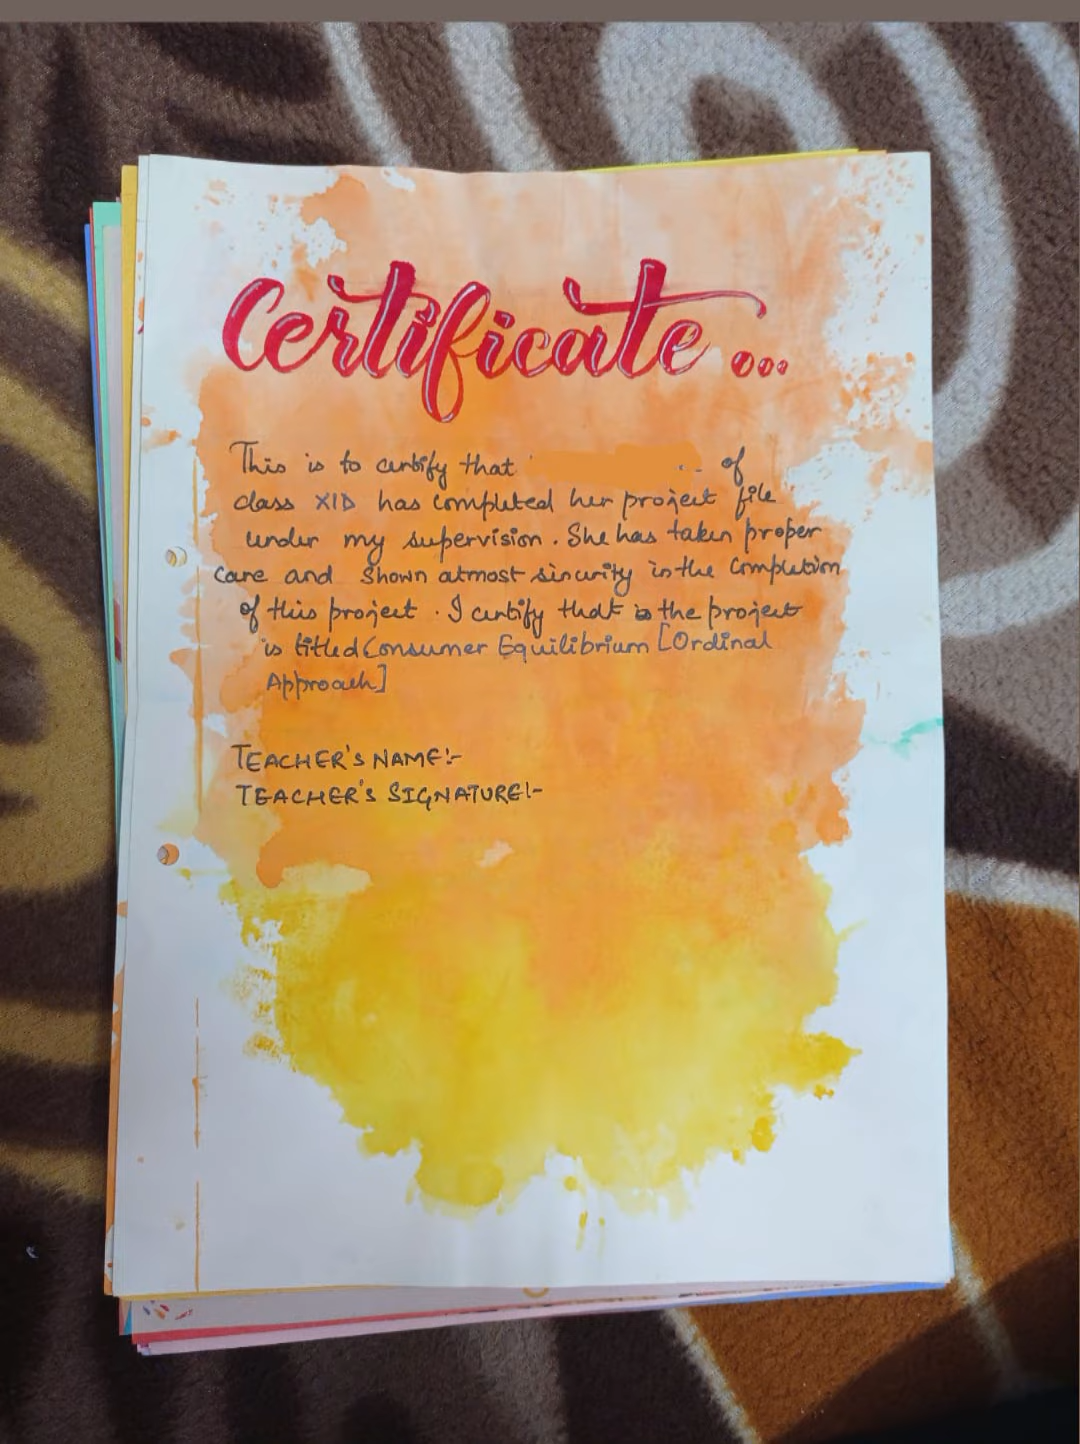 Certificate...
This is to certify that of
class XI D has completed her project file
under my supervision. She has taken proper
care and shown atmost sincerity in the completion
of this project. I certify that the project
is titled Consumer Equilibrium [Ordinal
Approach]
TEACHER'S NAME:-
TEACHER'S SIGNATURE:-